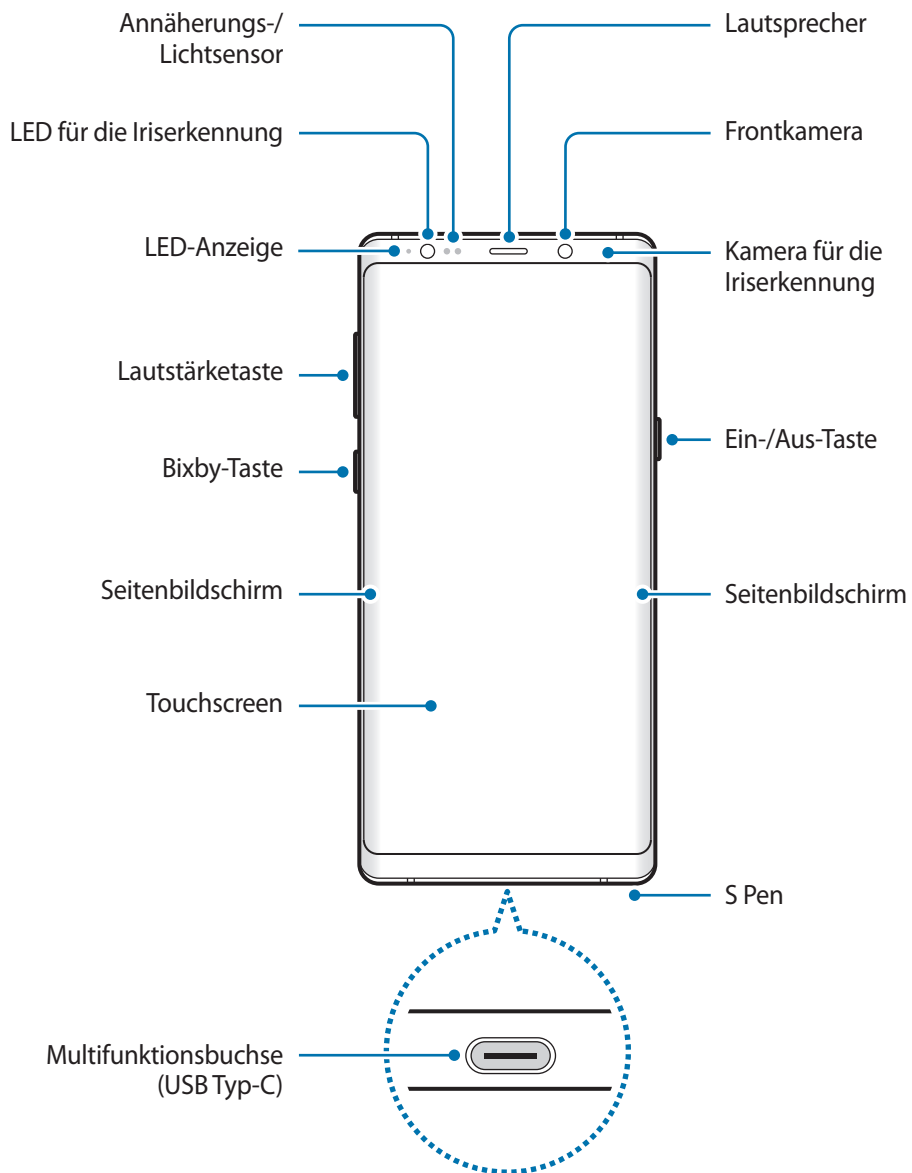 Annäherungs-/
Lichtsensor
LED für die Iriserkennung
LED-Anzeige
Lautstärketaste
Bixby-Taste
Seitenbildschirm
Touchscreen
Multifunktionsbuchse
(USB Typ-C)
Lautsprecher
Frontkamera
Kamera für die
Iriserkennung
Ein-/Aus-Taste
Seitenbildschirm
S Pen